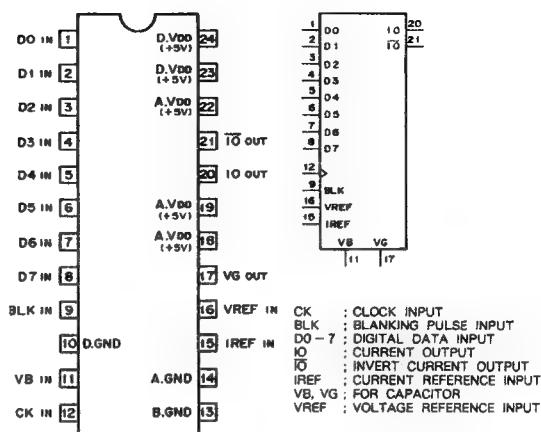 D0 IN 1 D.VDD (+5V) 24
D1 IN 2 D.VDD (+5V) 23
D2 IN 3 A.VDD (+5V) 22
D3 IN 4 21 I̅O̅ OUT
D4 IN 5 20 IO OUT
D5 IN 6 A.VDD (+5V) 19
D6 IN 7 A.VDD (+5V) 18
D7 IN 8 17 VG OUT
BLK IN 9 16 VREF IN
10 D.GND 15 IREF IN
VB IN 11 A.GND 14
CK IN 12 B.GND 13
1 D0 IO 20
2 D1 I̅O̅ 21
3 D2
4 D3
5 D4
6 D5
7 D6
8 D7
12
9 BLK
16 VREF
15 IREF
VB VG
11 17
CK : CLOCK INPUT
BLK : BLANKING PULSE INPUT
D0 – 7 : DIGITAL DATA INPUT
IO : CURRENT OUTPUT
I̅O̅ : INVERT CURRENT OUTPUT
IREF : CURRENT REFERENCE INPUT
VB, VG : FOR CAPACITOR
VREF : VOLTAGE REFERENCE INPUT